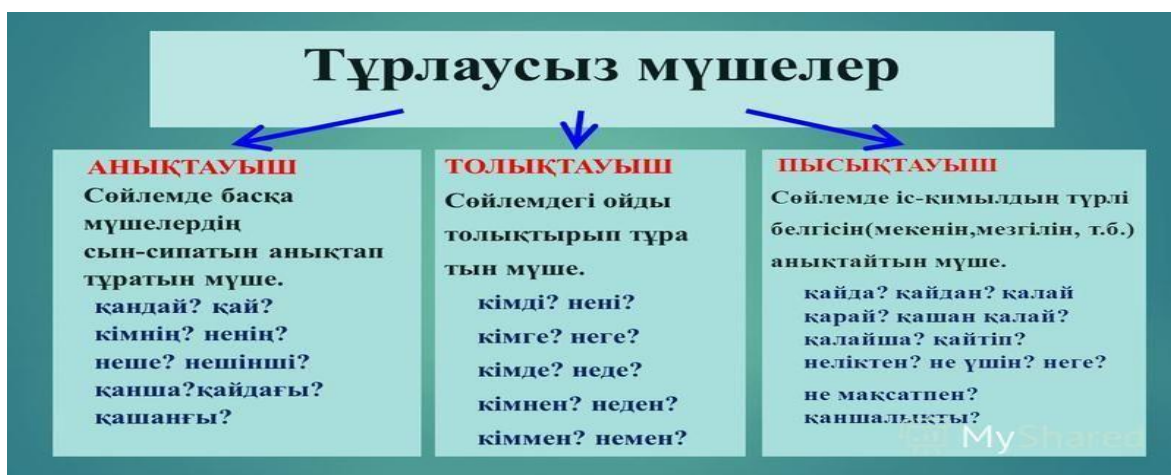 Тұрлаусыз мүшелер
АНЫҚТАУЫШ
Сөйлемде басқа
мүшелердің
сын-сипатын анықтап
тұратын мүше.
қандай? қай?
кімнің? ненің?
неше? нешінші?
қанша?қайдағы?
қашанғы?
ТОЛЫҚТАУЫШ
Сөйлемдегі ойды
толықтырып тұра
тын мүше.
кімді? нені?
кімге? неге?
кімде? неде?
кімнен? неден?
кіммен? немен?
ПЫСЫҚТАУЫШ
Сөйлемде іс-қимылдың түрлі
белгісін(мекенін,мезгілін, т.б.)
анықтайтын мүше.
қайда? қайдан? қалай
қарай? қашан қалай?
қалайша? қайтіп?
неліктен? не үшін? неге?
не мақсатпен?
қаншалықты?
MyShared